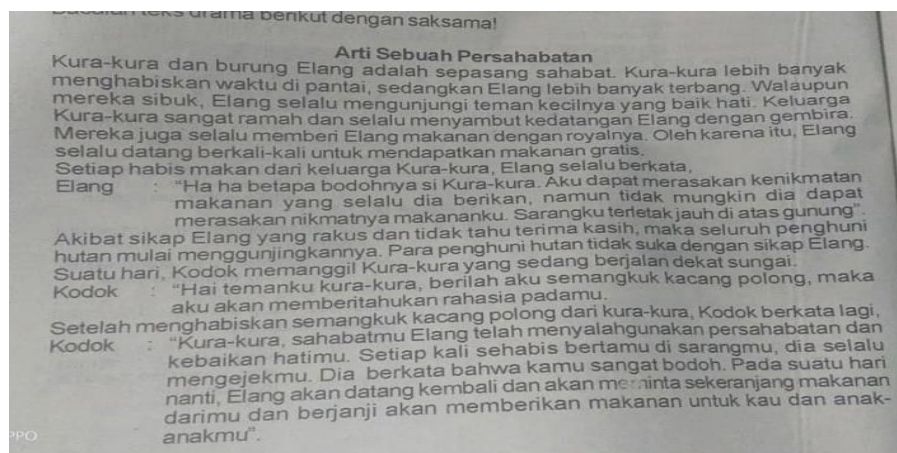 Bacalah teks drama berikut dengan saksama!
Arti Sebuah Persahabatan
Kura-kura dan burung Elang adalah sepasang sahabat. Kura-kura lebih banyak
menghabiskan waktu di pantai, sedangkan Elang lebih banyak terbang. Walaupun
mereka sibuk, Elang selalu mengunjungi teman kecilnya yang baik hati. Keluarga
Kura-kura sangat ramah dan selalu menyambut kedatangan Elang dengan gembira.
Mereka juga selalu memberi Elang makanan dengan royalnya. Oleh karena itu, Elang
selalu datang berkali-kali untuk mendapatkan makanan gratis.
Setiap habis makan dari keluarga Kura-kura, Elang selalu berkata,
Elang : "Ha ha betapa bodohnya si Kura-kura. Aku dapat merasakan kenikmatan
makanan yang selalu dia berikan, namun tidak mungkin dia dapat
merasakan nikmatnya makananku. Sarangku terletak jauh di atas gunung".
Akibat sikap Elang yang rakus dan tidak tahu terima kasih, maka seluruh penghuni
hutan mulai menggunjingkannya. Para penghuni hutan tidak suka dengan sikap Elang.
Suatu hari, Kodok memanggil Kura-kura yang sedang berjalan dekat sungai.
Kodok : "Hai temanku kura-kura, berilah aku semangkuk kacang polong, maka
aku akan memberitahukan rahasia padamu.
Setelah menghabiskan semangkuk kacang polong dari kura-kura, Kodok berkata lagi,
Kodok : "Kura-kura, sahabatmu Elang telah menyalahgunakan persahabatan dan
kebaikan hatimu. Setiap kali sehabis bertamu di sarangmu, dia selalu
mengejekmu. Dia berkata bahwa kamu sangat bodoh. Pada suatu hari
nanti, Elang akan datang kembali dan akan meminta sekeranjang makanan
darimu dan berjanji akan memberikan makanan untuk kau dan anak-
anakmu".
PPO